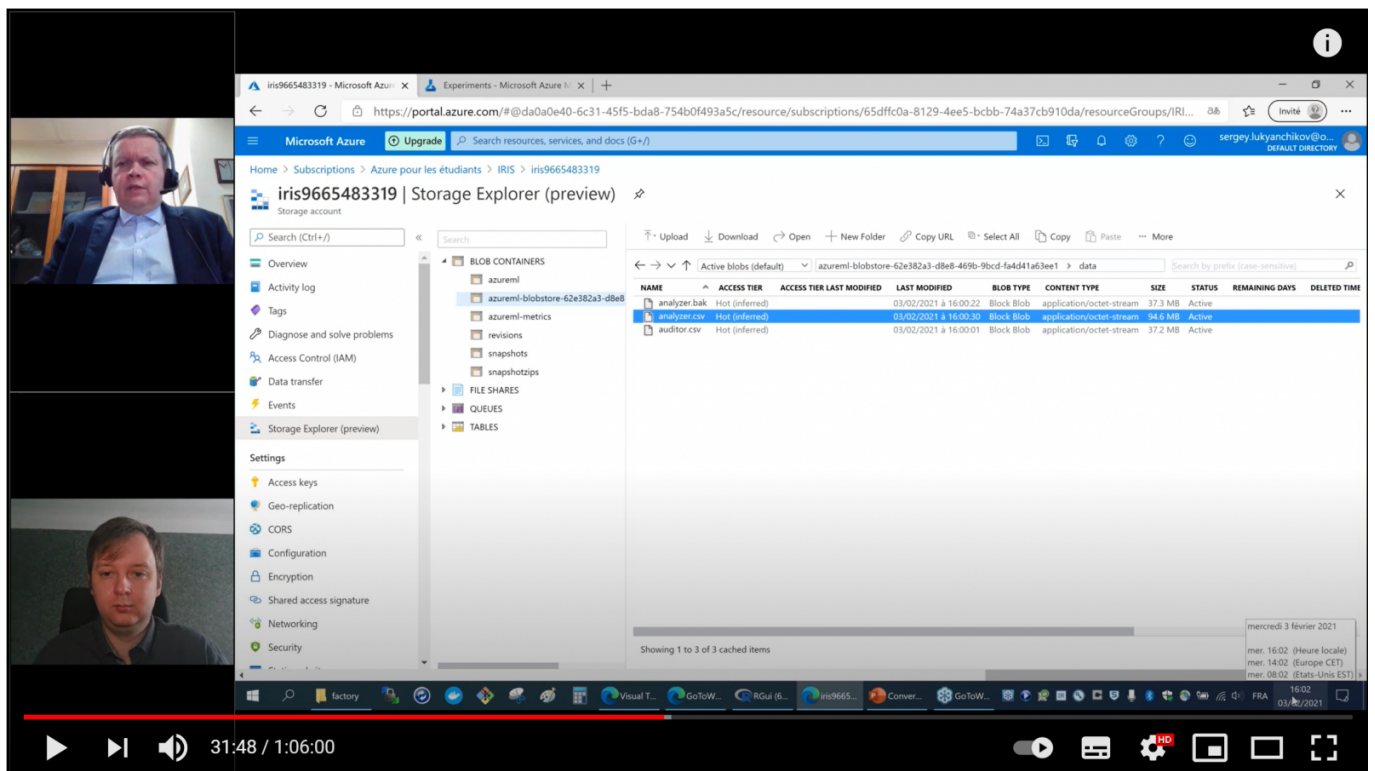 iris9665483319 - Microsoft Azur
Experiments - Microsoft Azure M
https://portal.azure.com/#@da0a0e40-6c31-45f5-bda8-754b0f493a5c/resource/subscriptions/65dffc0a-8129-4ee5-bcbb-74a37cb910da/resourceGroups/IRI...
Invité
Microsoft Azure
Upgrade
Search resources, services, and docs (G+/)
sergey.lukyanchikov@o...
DEFAULT DIRECTORY
Home > Subscriptions > Azure pour les étudiants > IRIS > iris9665483319
iris9665483319 | Storage Explorer (preview)
Storage account
Search (Ctrl+/)
Overview
Activity log
Tags
Diagnose and solve problems
Access Control (IAM)
Data transfer
Events
Storage Explorer (preview)
Settings
Access keys
Geo-replication
CORS
Configuration
Encryption
Shared access signature
Networking
Security
Search
BLOB CONTAINERS
azureml
azureml-blobstore-62e382a3-d8e8
azureml-metrics
revisions
snapshots
snapshotzips
FILE SHARES
QUEUES
TABLES
Upload Download Open New Folder Copy URL Select All Copy Paste ... More
Active blobs (default) azureml-blobstore-62e382a3-d8e8-469b-9bcd-fa4d41a63ee1 > data Search by prefix (case-sensitive)
NAME ACCESS TIER ACCESS TIER LAST MODIFIED LAST MODIFIED BLOB TYPE CONTENT TYPE SIZE STATUS REMAINING DAYS DELETED TIME
analyzer.bak Hot (inferred) 03/02/2021 à 16:00:22 Block Blob application/octet-stream 37.3 MB Active
analyzer.csv Hot (inferred) 03/02/2021 à 16:00:30 Block Blob application/octet-stream 94.6 MB Active
auditor.csv Hot (inferred) 03/02/2021 à 16:00:01 Block Blob application/octet-stream 37.2 MB Active
Showing 1 to 3 of 3 cached items
mercredi 3 février 2021
mer. 16:02 (Heure locale)
mer. 14:02 (Europe CET)
mer. 08:02 (Etats-Unis EST)
factory
Visual T...
GoToW...
RGui (6...
iris9665...
Conver...
GoToW...
FRA
16:02
03/02/2021
31:48 / 1:06:00
HD